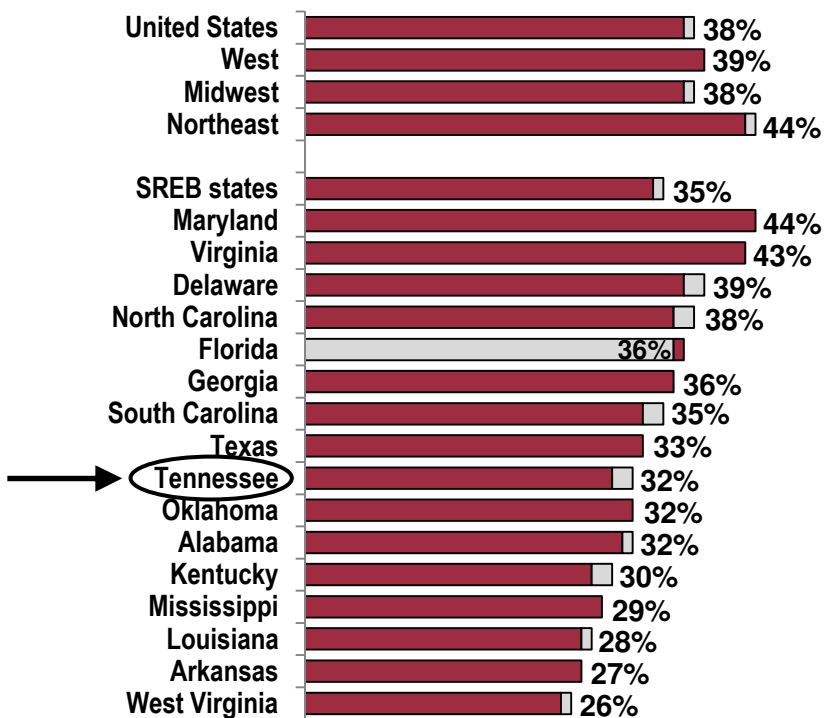 United States 38%
West 39%
Midwest 38%
Northeast 44%
SREB states 35%
Maryland 44%
Virginia 43%
Delaware 39%
North Carolina 38%
Florida 36%
Georgia 36%
South Carolina 35%
Texas 33%
Tennessee 32%
Oklahoma 32%
Alabama 32%
Kentucky 30%
Mississippi 29%
Louisiana 28%
Arkansas 27%
West Virginia 26%